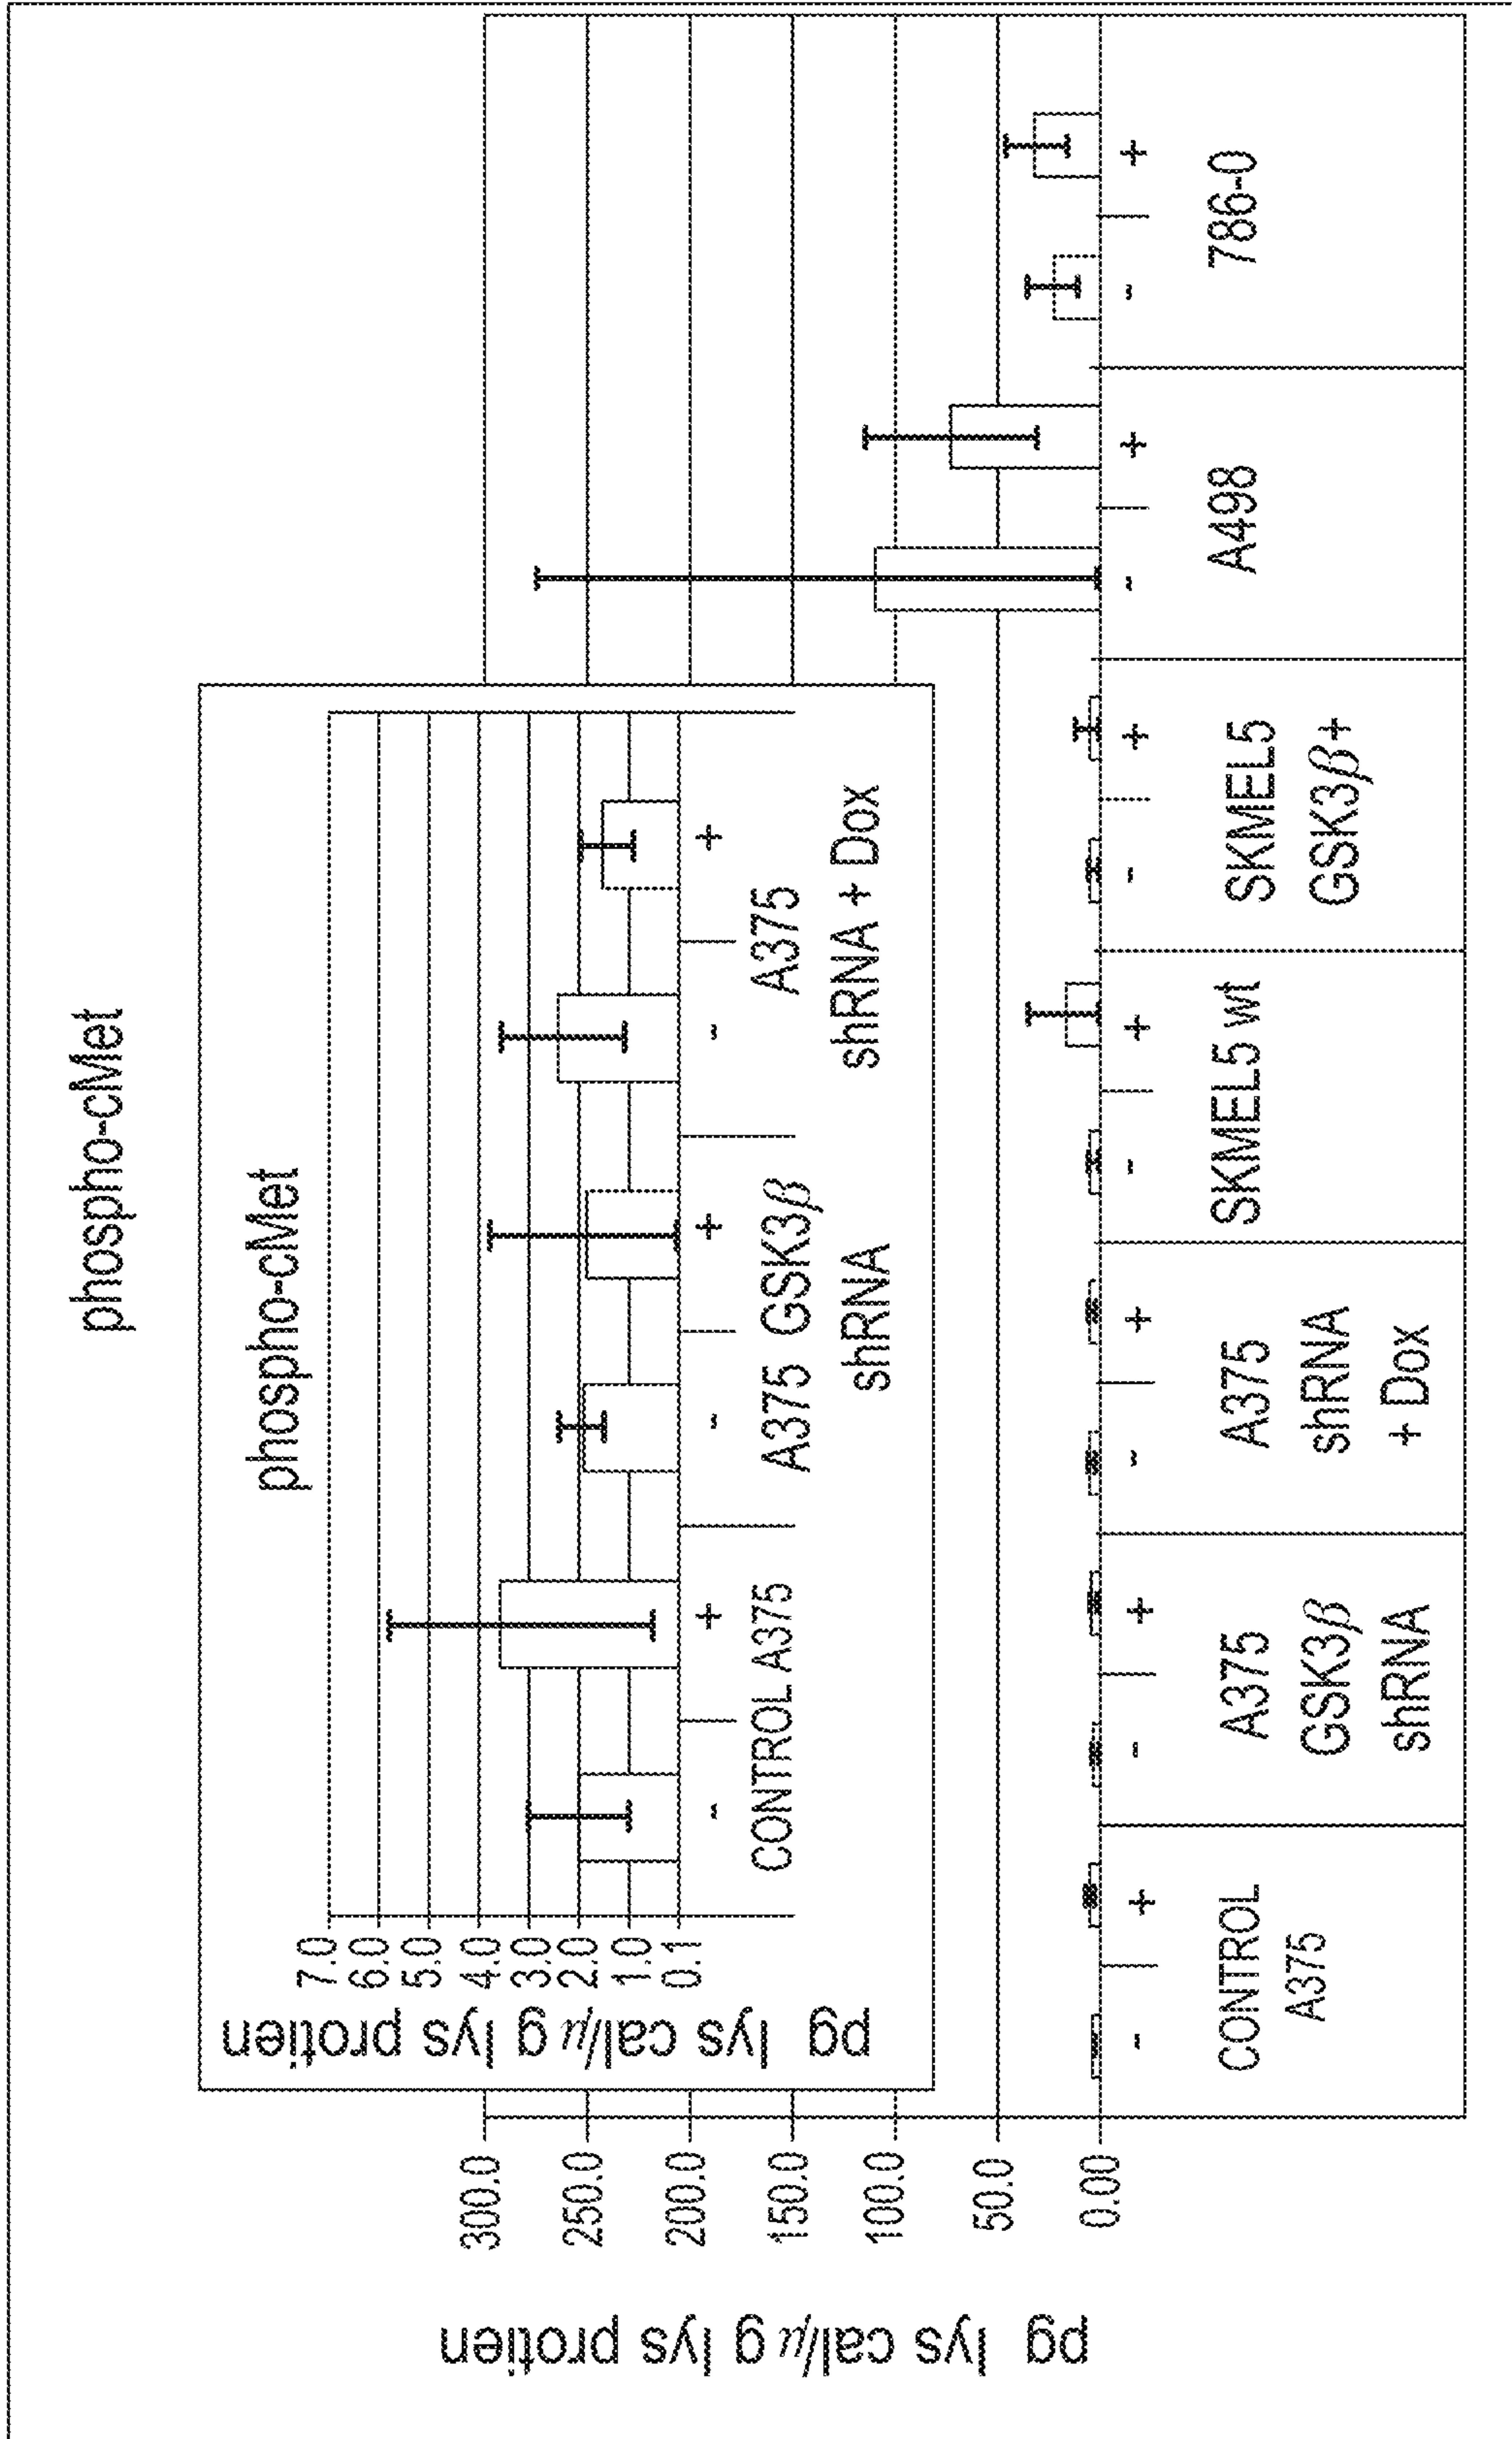 phospho-cMet
phospho-cMet
pg lys cal/μ g lys protien
7.0
6.0
5.0
4.0
3.0
2.0
1.0
0.1
- + - + - + 
CONTROL A375
A375 GSK3β
shRNA
A375
shRNA + Dox
pg lys cal/μ g lys protien
300.0
250.0
200.0
150.0
100.0
50.0
0.00
- + - + - + - + - + - + - +
CONTROL
A375
A375
GSK3β
shRNA
A375
shRNA
+ Dox
SKMEL5 wt
SKMEL5
GSK3β+
A498
786-0